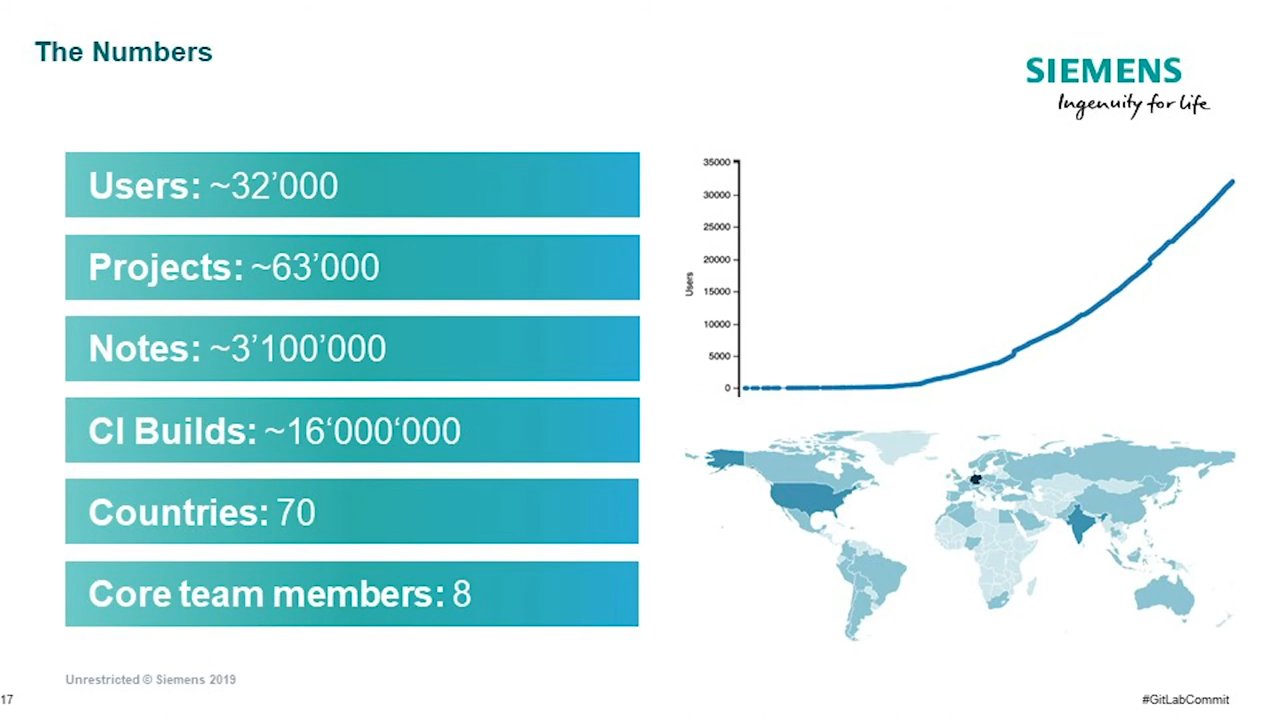 The Numbers
SIEMENS
Ingenuity for life
Users: ~32’000
Projects: ~63’000
Notes: ~3’100’000
CI Builds: ~16‘000‘000
Countries: 70
Core team members: 8
35000
30000
25000
20000
15000
10000
5000
0
Users
Unrestricted © Siemens 2019
17
#GitLabCommit